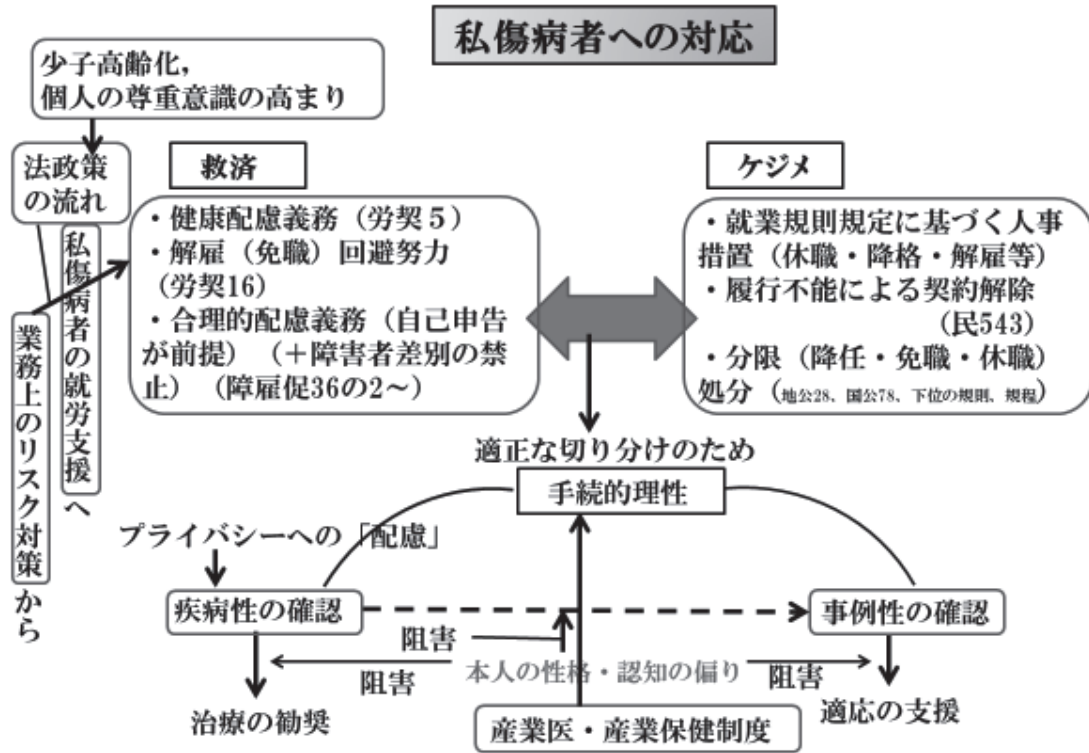 私傷病者への対応
少子高齢化,
個人の尊重意識の高まり
法政策
の流れ
業務上のリスク対策から
私傷病者の就労支援へ
救済
・健康配慮義務（労契５）
・解雇（免職）回避努力
（労契16）
・合理的配慮義務（自己申告
が前提）（＋障害者差別の禁
止）（障雇促36の2～）
ケジメ
・就業規則規定に基づく人事
措置（休職・降格・解雇等）
・履行不能による契約解除
（民543）
・分限（降任・免職・休職）
処分（地公28、国公78、下位の規則、規程）
適正な切り分けのため
手続的理性
プライバシーへの「配慮」
疾病性の確認
事例性の確認
阻害
本人の性格・認知の偏り
阻害
阻害
治療の勧奨
適応の支援
産業医・産業保健制度